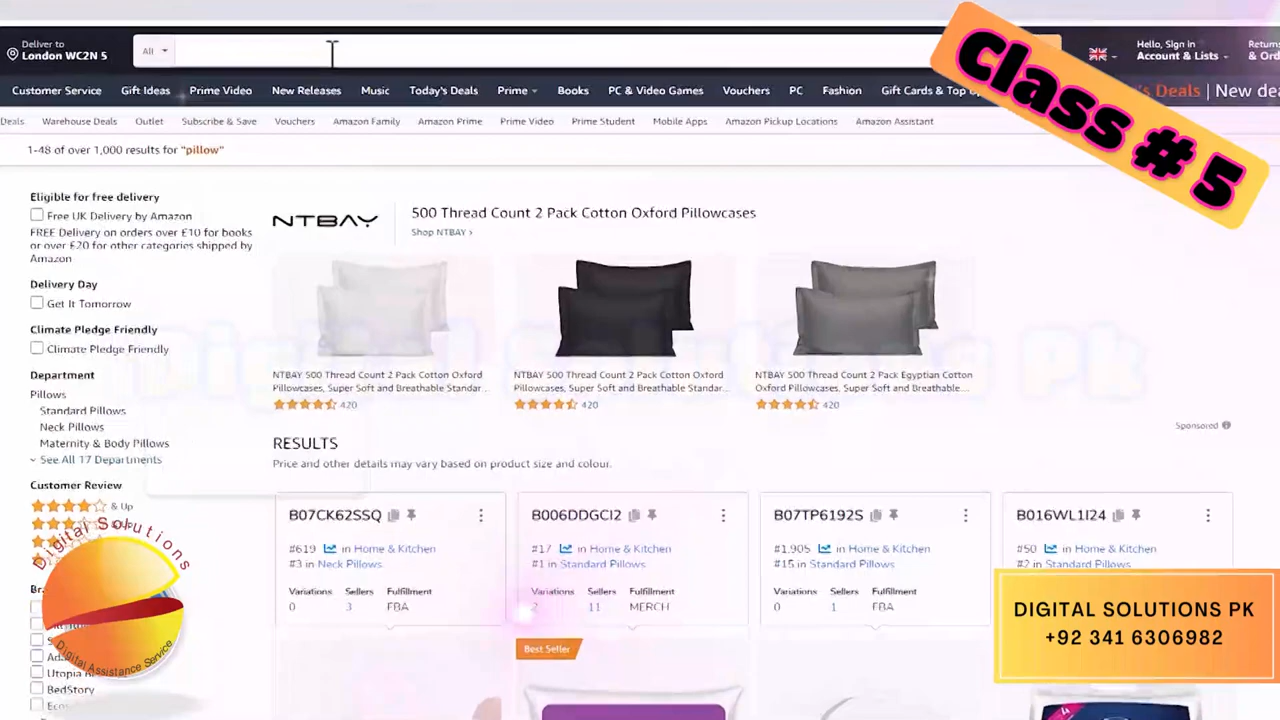 Deliver to
London WC2N 5
All
Hello, Sign in
Account & Lists
Returns
& Ord
Class # 5
Customer Service Gift Ideas Prime Video New Releases Music Today's Deals Prime Books PC & Video Games Vouchers PC Fashion Gift Cards & Top Up
's Deals | New dea
Deals Warehouse Deals Outlet Subscribe & Save Vouchers Amazon Family Amazon Prime Prime Video Prime Student Mobile Apps Amazon Pickup Locations Amazon Assistant
1-48 of over 1,000 results for "pillow"
Eligible for free delivery
Free UK Delivery by Amazon
FREE Delivery on orders over £10 for books
or over £20 for other categories shipped by
Amazon
Delivery Day
Get It Tomorrow
Climate Pledge Friendly
Climate Pledge Friendly
Department
Pillows
Standard Pillows
Neck Pillows
Maternity & Body Pillows
See All 17 Departments
Customer Review
& Up
NTBAY
500 Thread Count 2 Pack Cotton Oxford Pillowcases
Shop NTBAY ›
NTBAY 500 Thread Count 2 Pack Cotton Oxford
Pillowcases, Super Soft and Breathable Standar...
420
NTBAY 500 Thread Count 2 Pack Cotton Oxford
Pillowcases, Super Soft and Breathable Standar...
420
NTBAY 500 Thread Count 2 Pack Egyptian Cotton
Oxford Pillowcases, Super Soft and Breathable...
420
Sponsored
RESULTS
Price and other details may vary based on product size and colour.
B07CK62SSQ
#619 in Home & Kitchen
#3 in Neck Pillows
Variations Sellers Fulfillment
0 3 FBA
B006DDGCI2
#17 in Home & Kitchen
#1 in Standard Pillows
Variations Sellers Fulfillment
2 11 MERCH
B07TP6192S
#1,905 in Home & Kitchen
#15 in Standard Pillows
Variations Sellers Fulfillment
0 1 FBA
B016WL1I24
#50 in Home & Kitchen
#2 in Standard Pillows
Best Seller
Utopia
BedStory
Digital Solutions
Digital Assistance Service
DIGITAL SOLUTIONS PK
+92 341 6306982